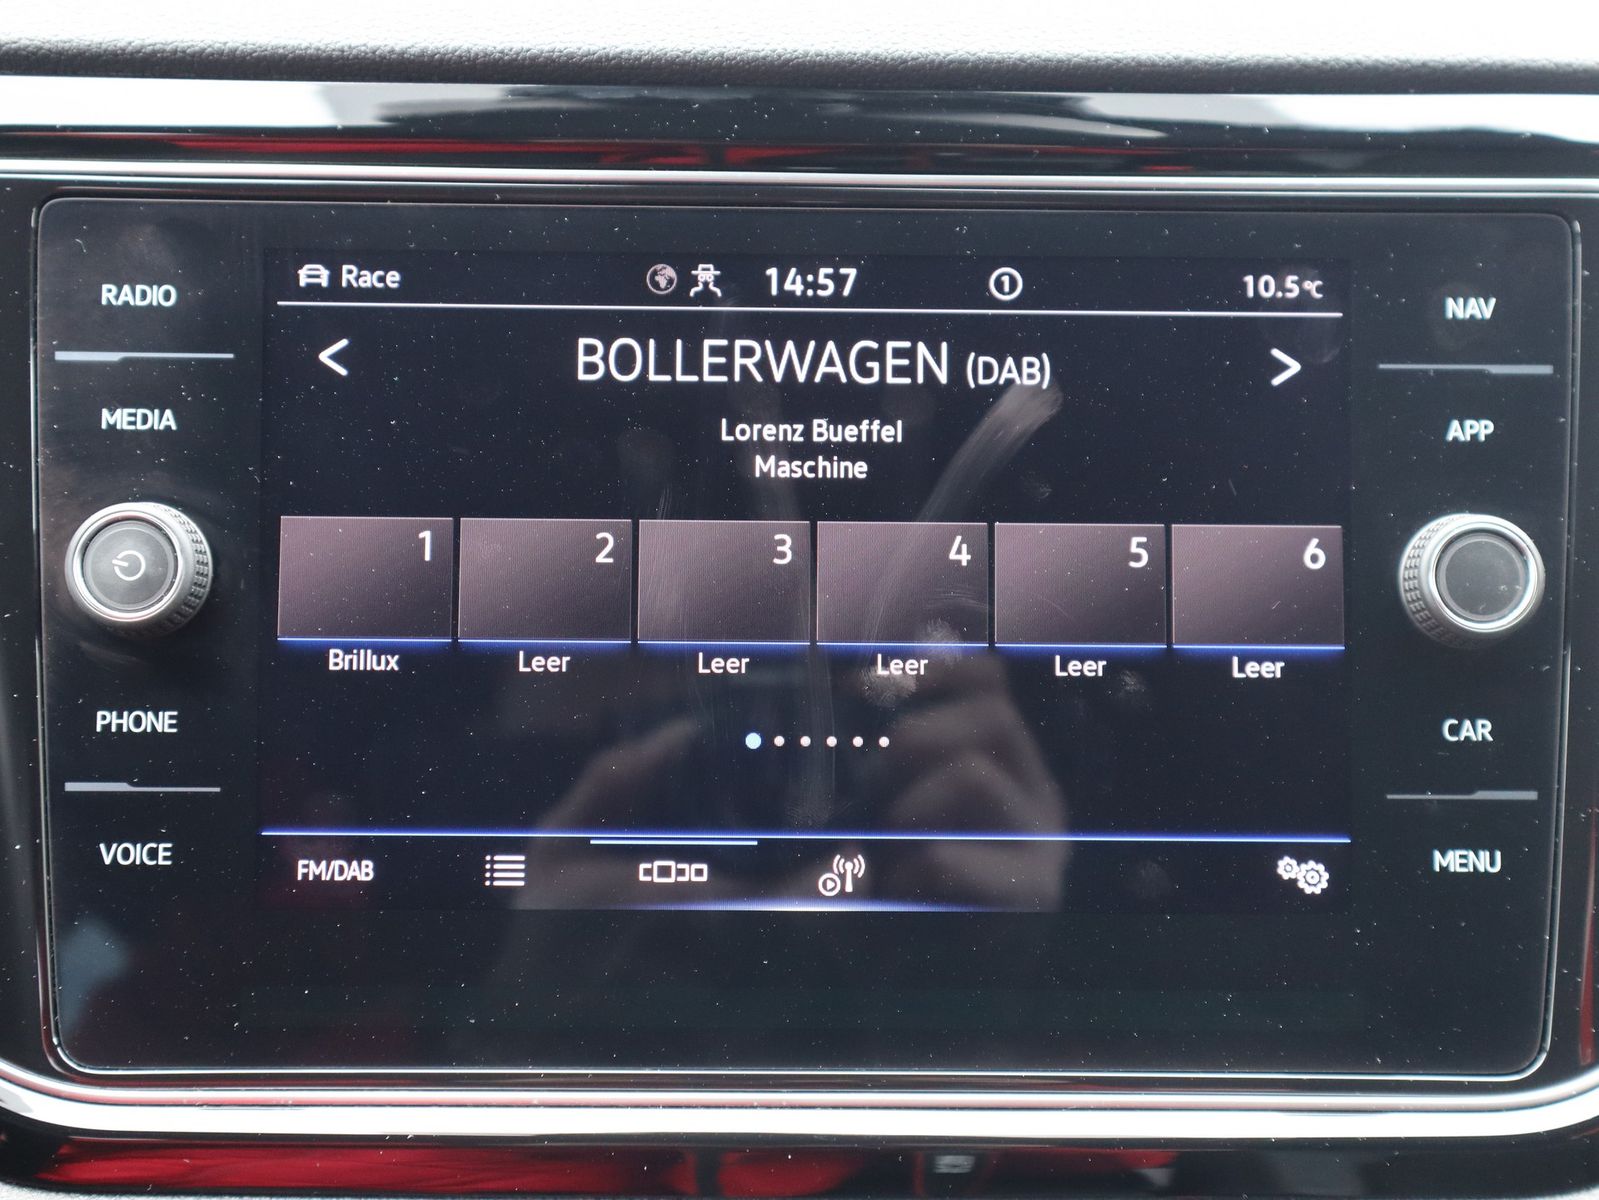 RADIO
MEDIA
PHONE
VOICE
Race
14:57
1
10.5°C
BOLLERWAGEN (DAB)
Lorenz Bueffel
Maschine
1 2 3 4 5 6
Brillux Leer Leer Leer Leer Leer
FM/DAB
NAV
APP
CAR
MENU